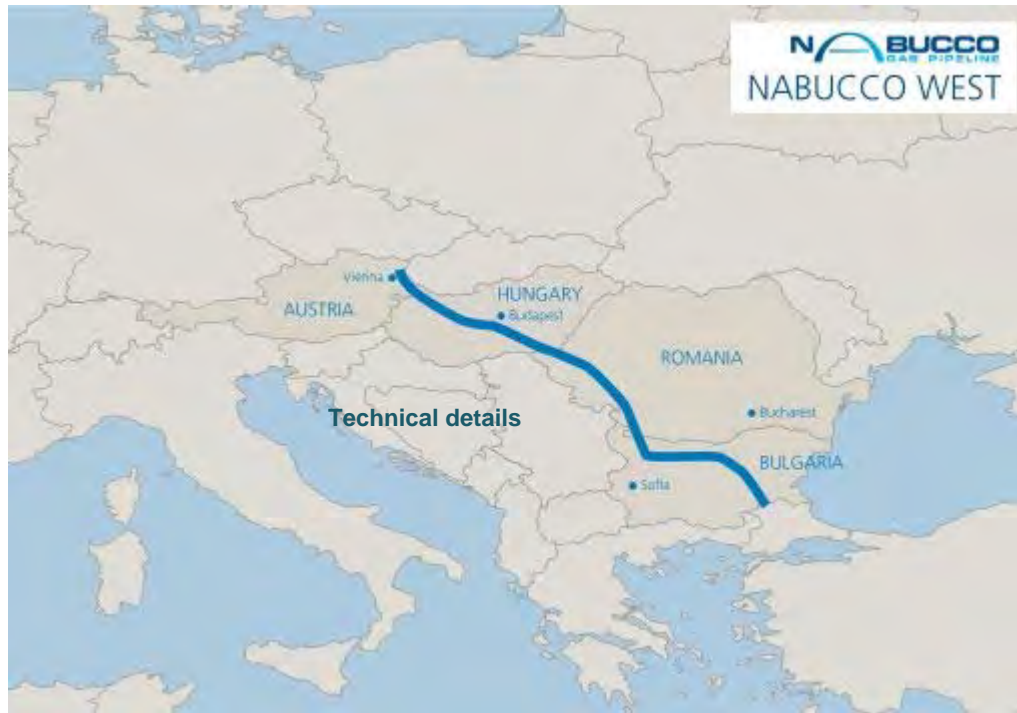 NABUCCO
GAS PIPELINE
NABUCCO WEST
Vienna
AUSTRIA
HUNGARY
Budapest
ROMANIA
Technical details
Bucharest
BULGARIA
Sofia